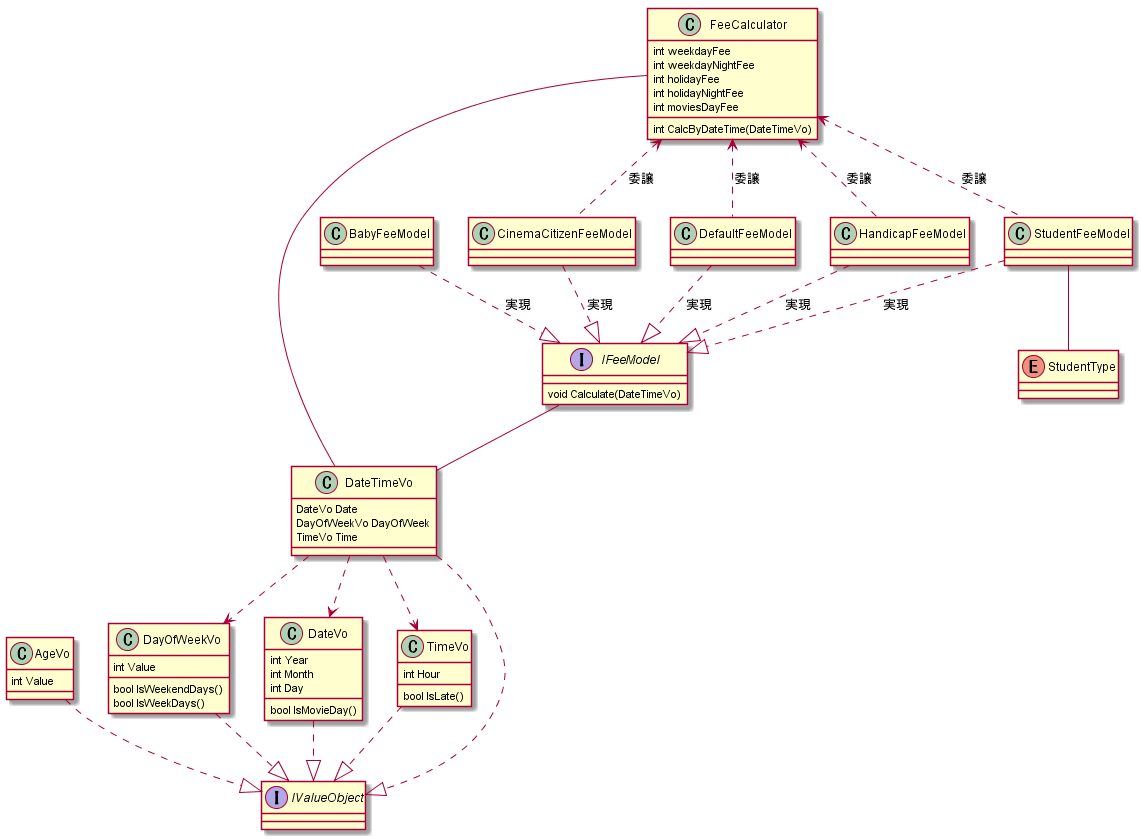 C FeeCalculator
int weekdayFee
int weekdayNightFee
int holidayFee
int holidayNightFee
int moviesDayFee
int CalcByDateTime(DateTimeVo)
委譲 委譲 委譲 委譲
C BabyFeeModel
C CinemaCitizenFeeModel
C DefaultFeeModel
C HandicapFeeModel
C StudentFeeModel
実現 実現 実現 実現 実現
I IFeeModel
void Calculate(DateTimeVo)
E StudentType
C DateTimeVo
DateVo Date
DayOfWeekVo DayOfWeek
TimeVo Time
C AgeVo
int Value
C DayOfWeekVo
int Value
bool IsWeekendDays()
bool IsWeekDays()
C DateVo
int Year
int Month
int Day
bool IsMovieDay()
C TimeVo
int Hour
bool IsLate()
I IValueObject